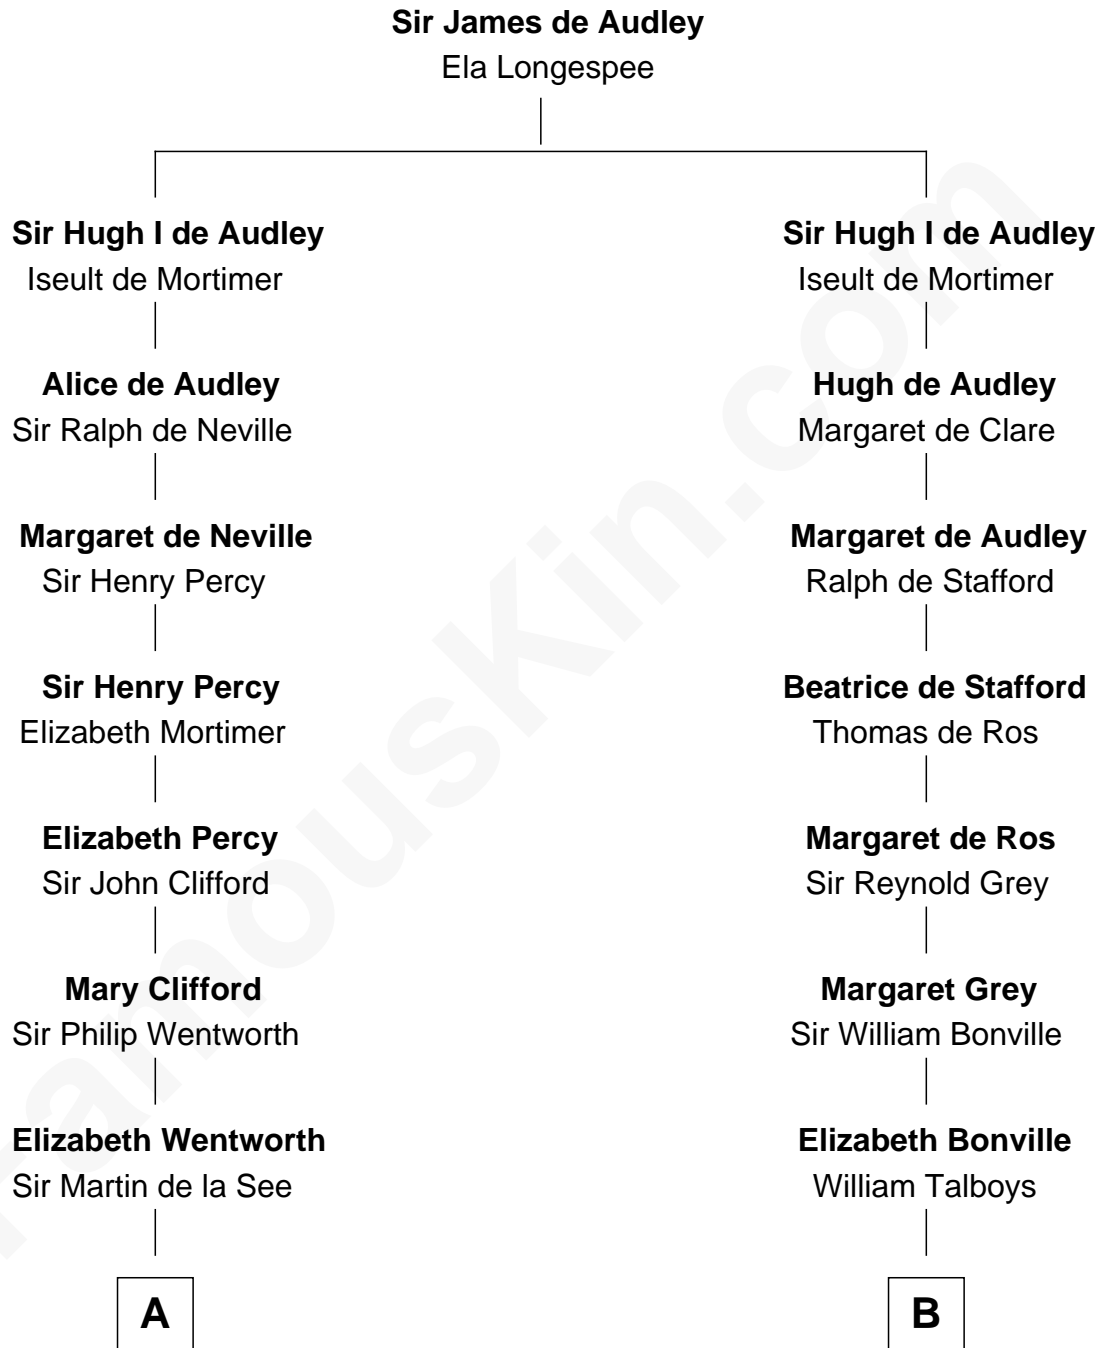 Sir James de Audley
Ela Longespee
Sir Hugh I de Audley
Iseult de Mortimer
Sir Hugh I de Audley
Iseult de Mortimer
Alice de Audley
Sir Ralph de Neville
Hugh de Audley
Margaret de Clare
Margaret de Neville
Sir Henry Percy
Margaret de Audley
Ralph de Stafford
Sir Henry Percy
Elizabeth Mortimer
Beatrice de Stafford
Thomas de Ros
Elizabeth Percy
Sir John Clifford
Margaret de Ros
Sir Reynold Grey
Mary Clifford
Sir Philip Wentworth
Margaret Grey
Sir William Bonville
Elizabeth Wentworth
Sir Martin de la See
Elizabeth Bonville
William Talboys
A
B
FamousKin.com